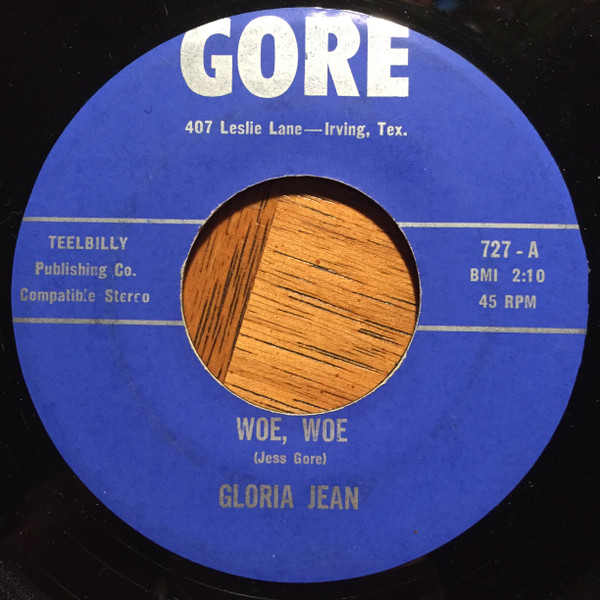 GORE
407 Leslie Lane—Irving, Tex.
TEELBILLY
Publishing Co.
Compatible Stereo
727 - A
BMI 2:10
45 RPM
WOE, WOE
(Jess Gore)
GLORIA JEAN